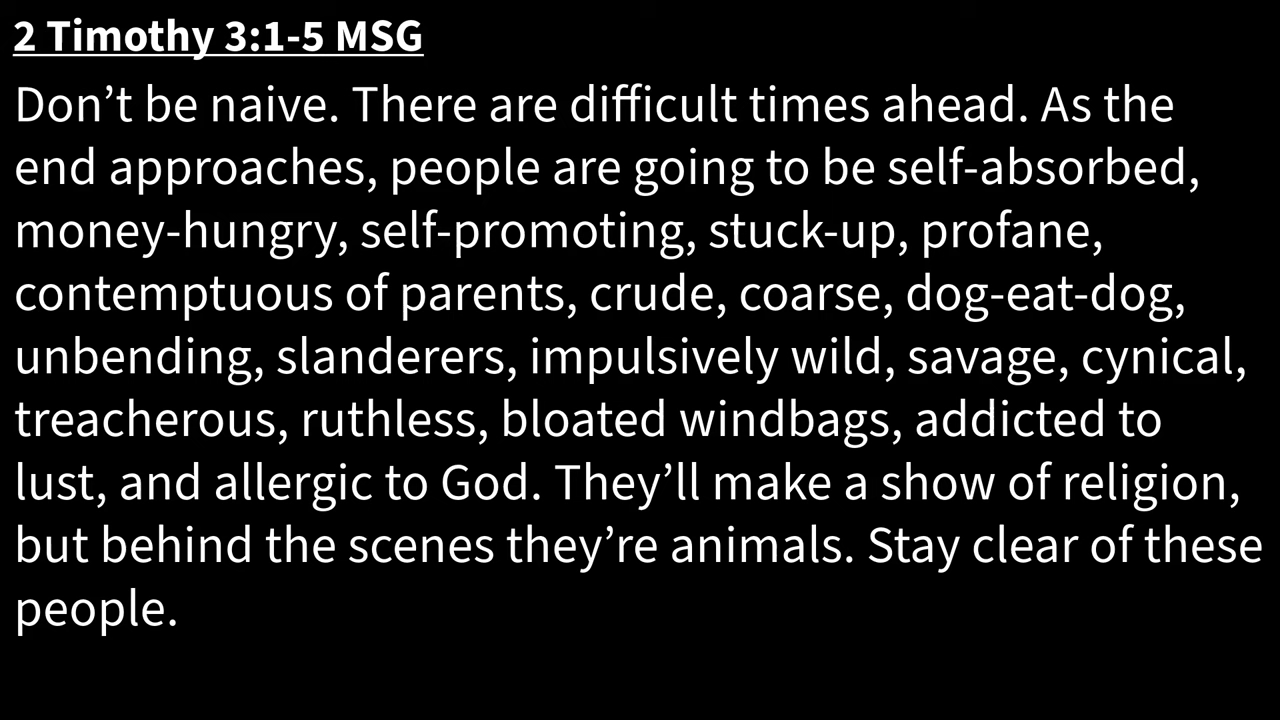 2 Timothy 3:1-5 MSG
Don’t be naive. There are difficult times ahead. As the
end approaches, people are going to be self-absorbed,
money-hungry, self-promoting, stuck-up, profane,
contemptuous of parents, crude, coarse, dog-eat-dog,
unbending, slanderers, impulsively wild, savage, cynical,
treacherous, ruthless, bloated windbags, addicted to
lust, and allergic to God. They’ll make a show of religion,
but behind the scenes they’re animals. Stay clear of these
people.